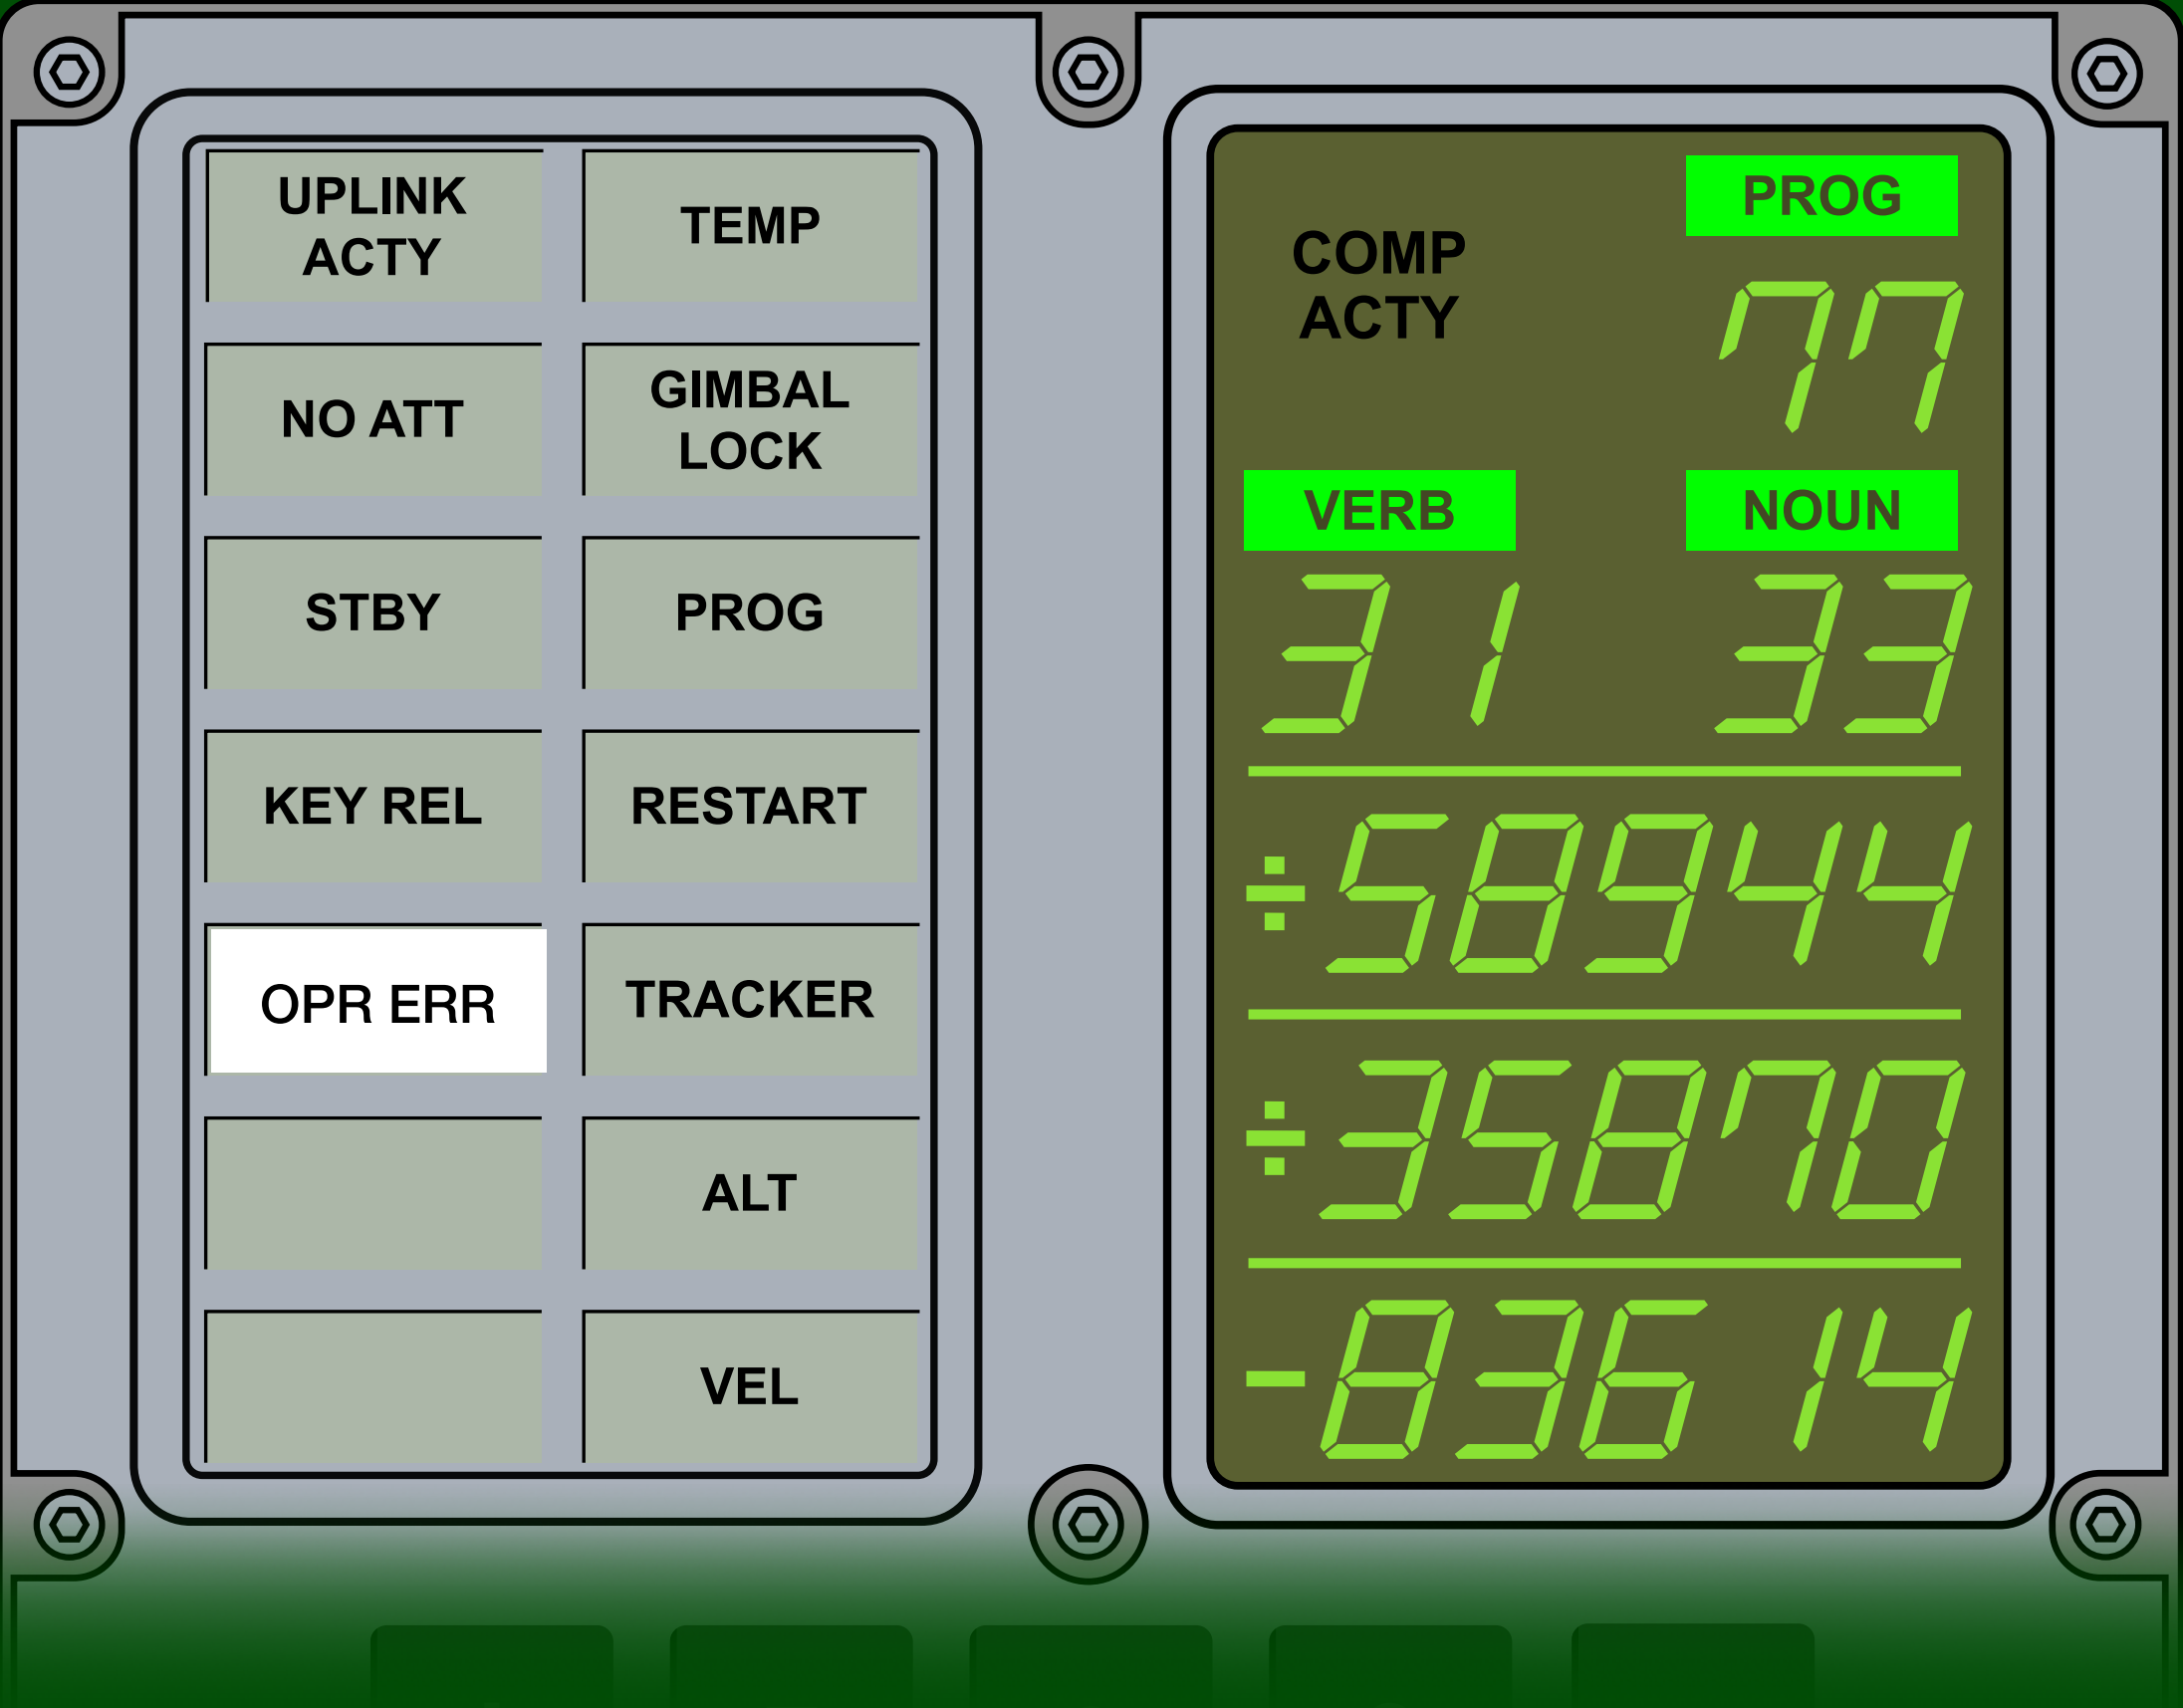 UPLINK
ACTY
TEMP
NO ATT
GIMBAL
LOCK
STBY
PROG
KEY REL
RESTART
OPR ERR
TRACKER
ALT
VEL
PROG
COMP
ACTY
77
VERB
NOUN
31
33
÷58944
÷35870
-83614